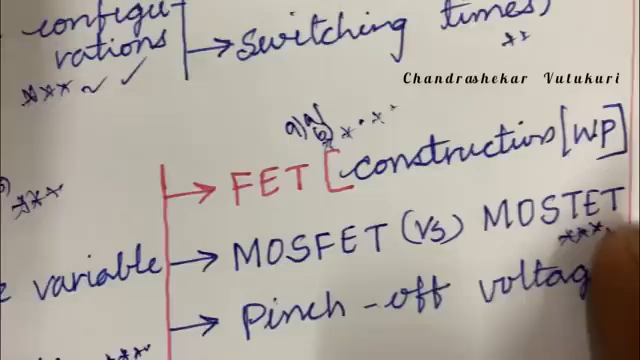 configu-
rations
→ Switching times,
Chandrashekar Vutukuri
→ FET [constructions [WP]
variable
→ MOSFET (vs) MOSTET
→ Pinch-off voltag